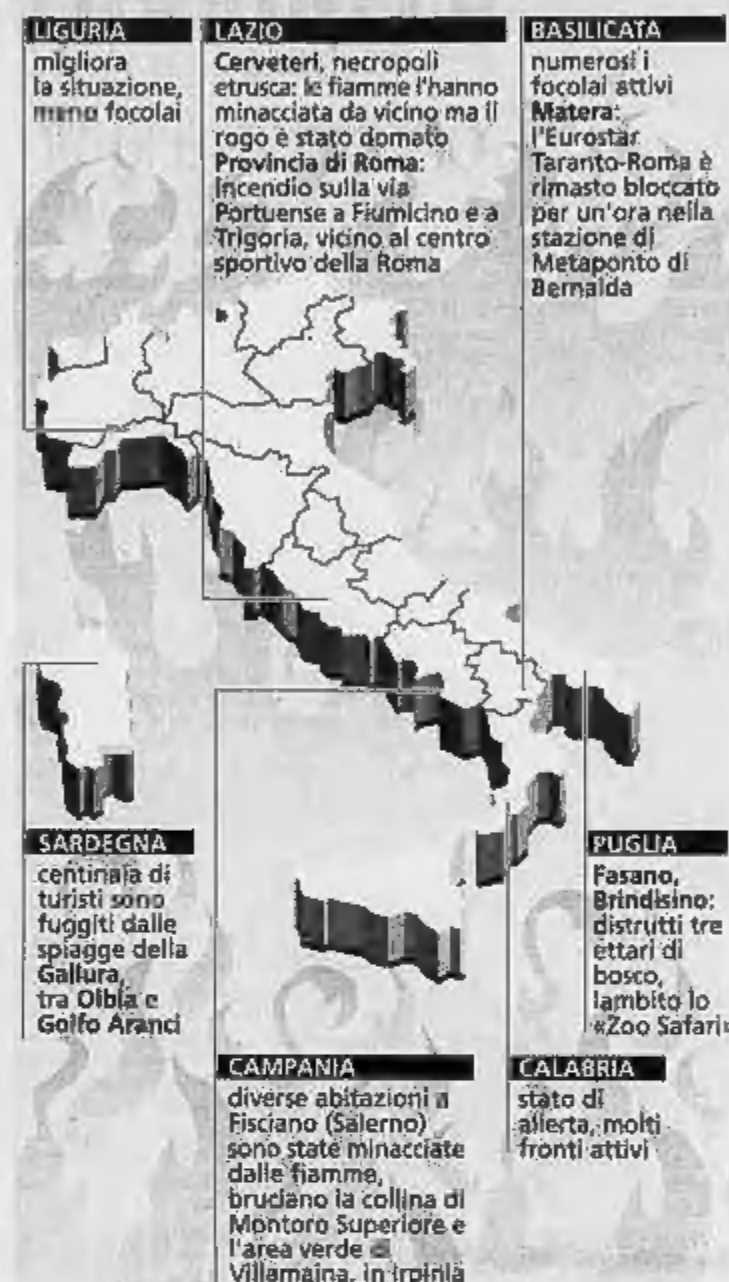 LIGURIA
migliora
la situazione,
meno focolai
LAZIO
Cerveteri, necropoli
etrusca: le fiamme l'hanno
minacciata da vicino ma il
rogo è stato domato
Provincia di Roma:
incendio sulla via
Portuense a Fiumicino e a
Trigoria, vicino al centro
sportivo della Roma
BASILICATA
numerosi i
focolai attivi
Matera:
l'Eurostar
Taranto-Roma è
rimasto bloccato
per un'ora nella
stazione di
Metaponto di
Bernalda
SARDEGNA
centinaia di
turisti sono
fuggiti dalle
spiagge della
Gallura,
tra Olbia e
Golfo Aranci
PUGLIA
Fasano,
Brindisino:
distrutti tre
ettari di
bosco,
lambito lo
«Zoo Safari»
CAMPANIA
diverse abitazioni a
Fisciano (Salerno)
sono state minacciate
dalle fiamme,
bruciano la collina di
Montoro Superiore e
l'area verde di
Villamaina, in Irpinia
CALABRIA
stato di
allerta, molti
fronti attivi